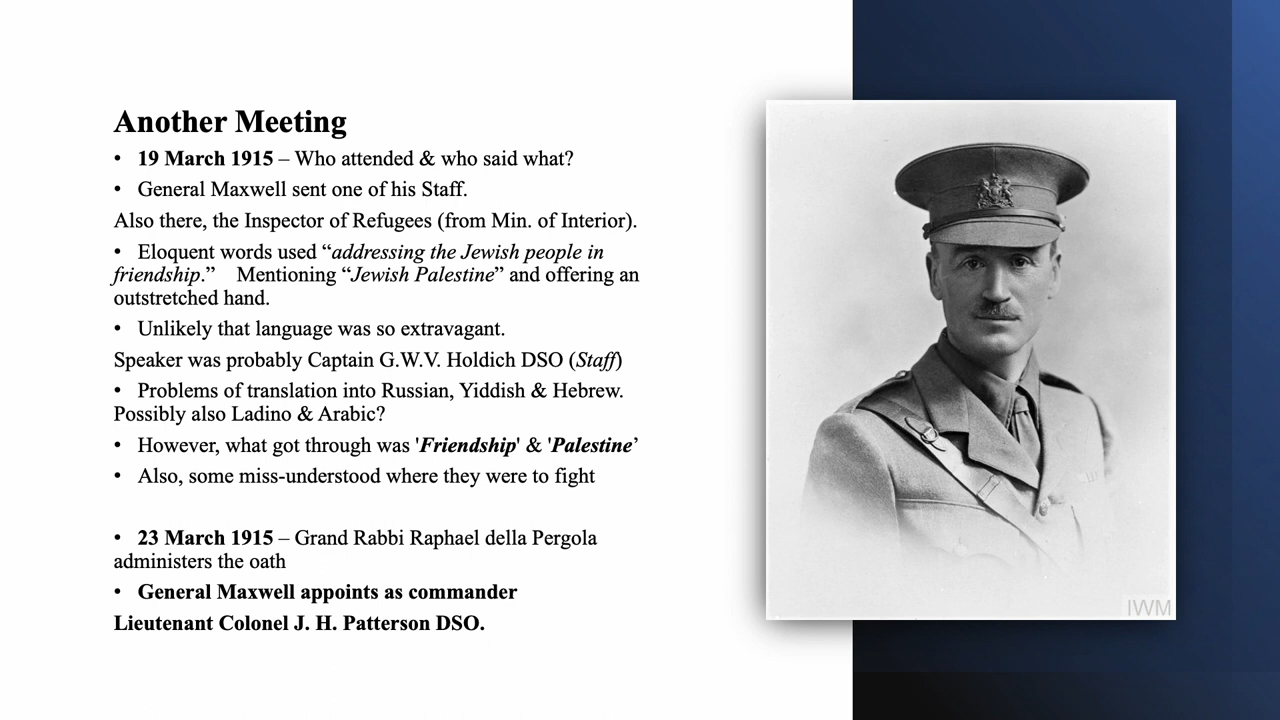 Another Meeting
• 19 March 1915 – Who attended & who said what?
• General Maxwell sent one of his Staff.
Also there, the Inspector of Refugees (from Min. of Interior).
• Eloquent words used “addressing the Jewish people in
friendship.” Mentioning “Jewish Palestine” and offering an
outstretched hand.
• Unlikely that language was so extravagant.
Speaker was probably Captain G.W.V. Holdich DSO (Staff)
• Problems of translation into Russian, Yiddish & Hebrew.
Possibly also Ladino & Arabic?
• However, what got through was 'Friendship' & 'Palestine’
• Also, some miss-understood where they were to fight
• 23 March 1915 – Grand Rabbi Raphael della Pergola
administers the oath
• General Maxwell appoints as commander
Lieutenant Colonel J. H. Patterson DSO.
IWM